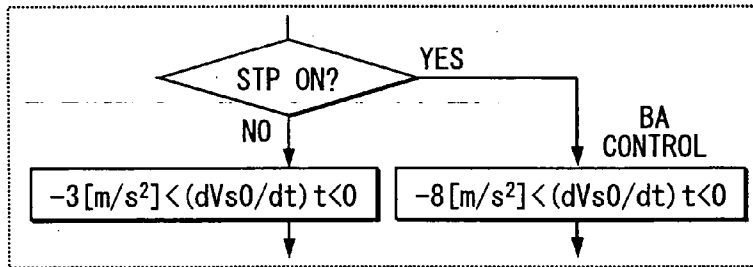 STP ON?
YES
NO
BA
CONTROL
-3[m/s²]<(dVs0/dt)t<0
-8[m/s²]<(dVs0/dt)t<0